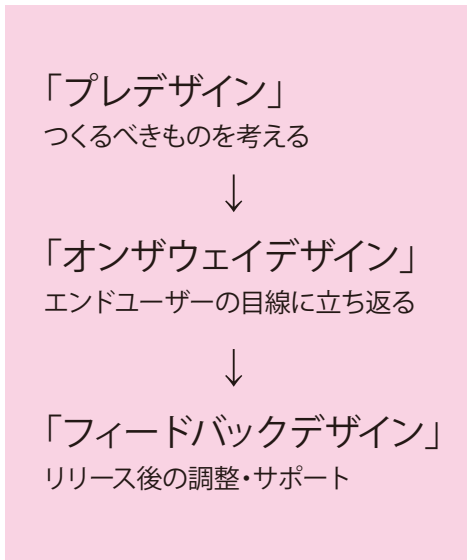 「プレデザイン」
つくるべきものを考える
↓
「オンザウェイデザイン」
エンドユーザーの目線に立ち返る
↓
「フィードバックデザイン」
リリース後の調整・サポート